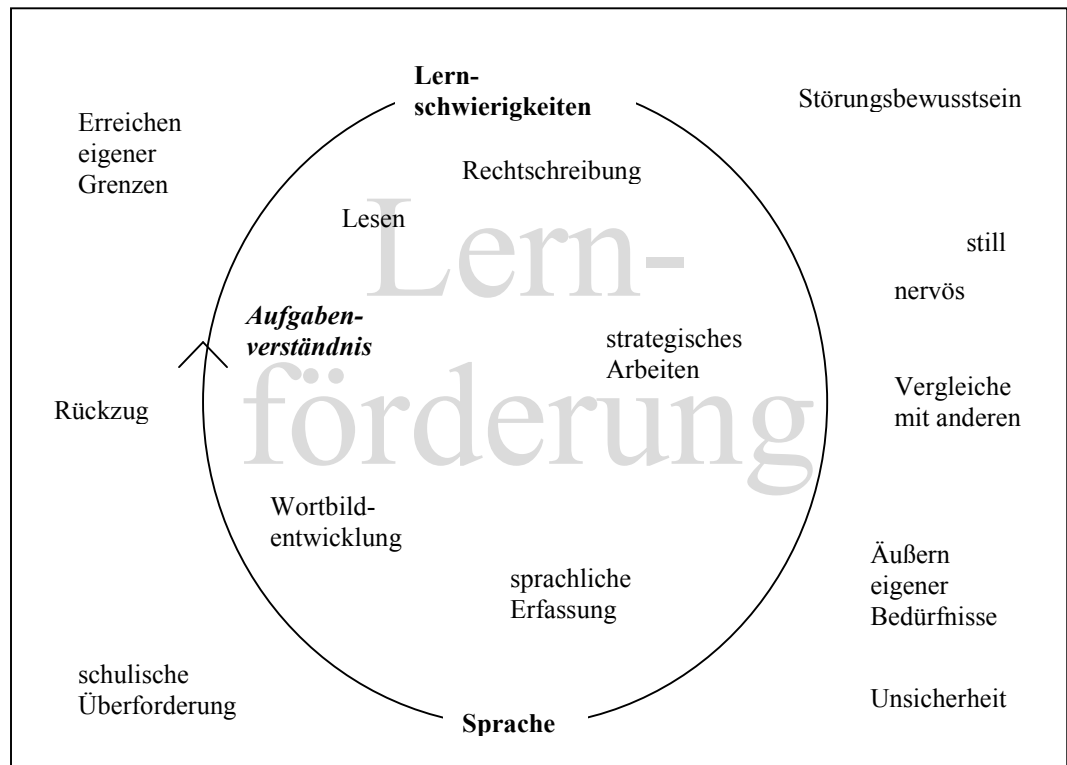 Lern-
schwierigkeiten
Störungsbewusstsein
Erreichen
eigener
Grenzen
Rechtschreibung
Lesen
Lern-
still
nervös
Aufgaben-
verständnis
strategisches
Arbeiten
Rückzug
Vergleiche
mit anderen
förderung
Wortbild-
entwicklung
sprachliche
Erfassung
Äußern
eigener
Bedürfnisse
schulische
Überforderung
Unsicherheit
Sprache